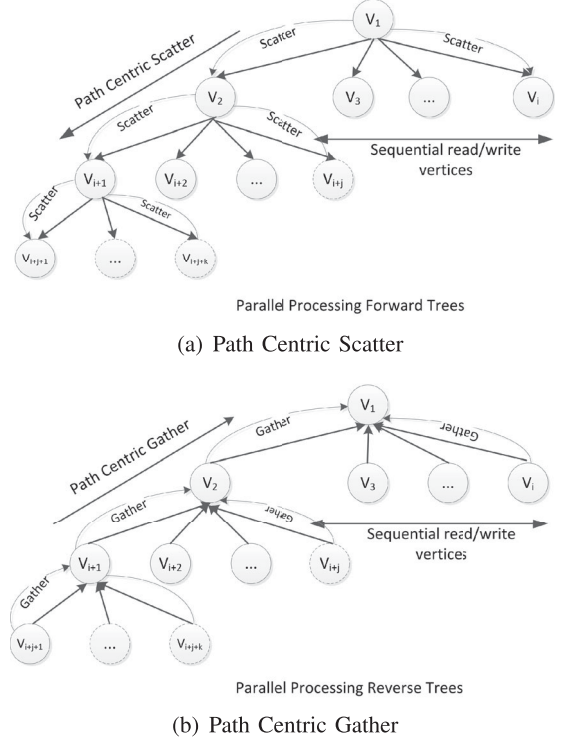 V1
Scatter
Scatter
Path Centric Scatter
V2
V3
...
Vi
Scatter
Scatter
Sequential read/write
vertices
Vi+1
Vi+2
...
Vi+j
Scatter
Scatter
Vi+j+1
...
Vi+j+k
Parallel Processing Forward Trees
(a) Path Centric Scatter
V1
Gather
Gather
Path Centric Gather
V2
V3
...
Vi
Gather
Gather
Sequential read/write
vertices
Vi+1
Vi+2
...
Vi+j
Gather
Vi+j+1
...
Vi+j+k
Parallel Processing Reverse Trees
(b) Path Centric Gather